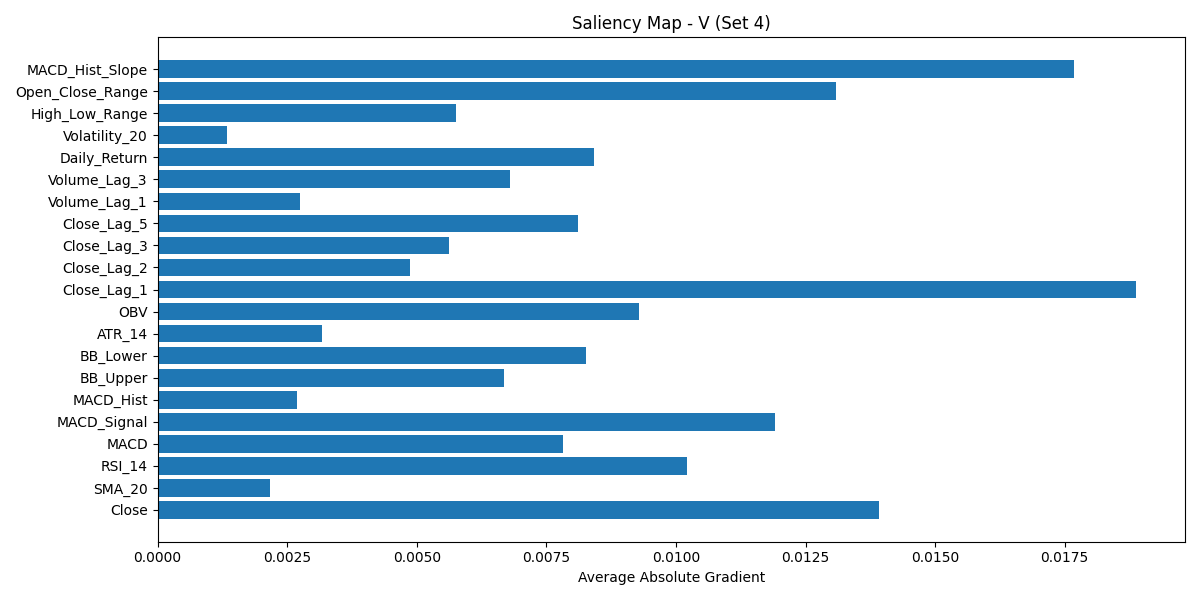 Saliency Map - V (Set 4)
MACD_Hist_Slope
Open_Close_Range
High_Low_Range
Volatility_20
Daily_Return
Volume_Lag_3
Volume_Lag_1
Close_Lag_5
Close_Lag_3
Close_Lag_2
Close_Lag_1
OBV
ATR_14
BB_Lower
BB_Upper
MACD_Hist
MACD_Signal
MACD
RSI_14
SMA_20
Close
0.0000 0.0025 0.0050 0.0075 0.0100 0.0125 0.0150 0.0175
Average Absolute Gradient